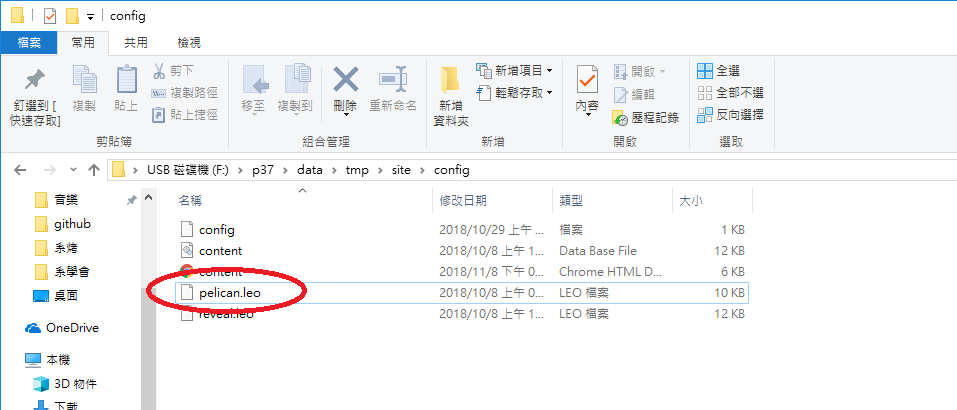 config
檔案 常用 共用 檢視
釘選到 [
快速存取]
複製
貼上
剪下
複製路徑
貼上捷徑
剪貼簿
移至
複製到
刪除
重新命名
組合管理
新增
資料夾
新增項目
輕鬆存取
新增
內容
開啟
編輯
歷程記錄
開啟
全選
全部不選
反向選擇
選取
USB 磁碟機 (F:) > p37 > data > tmp > site > config
音樂
github
系烤
系學會
桌面
OneDrive
本機
3D 物件
下載
名稱 修改日期 類型 大小
config 2018/10/29 上午 ... 檔案 1 KB
content 2018/10/8 上午 1... Data Base File 12 KB
content 2018/11/8 下午 0... Chrome HTML D... 6 KB
pelican.leo 2018/10/8 上午 0... LEO 檔案 10 KB
reveal.leo 2018/10/8 上午 1... LEO 檔案 12 KB